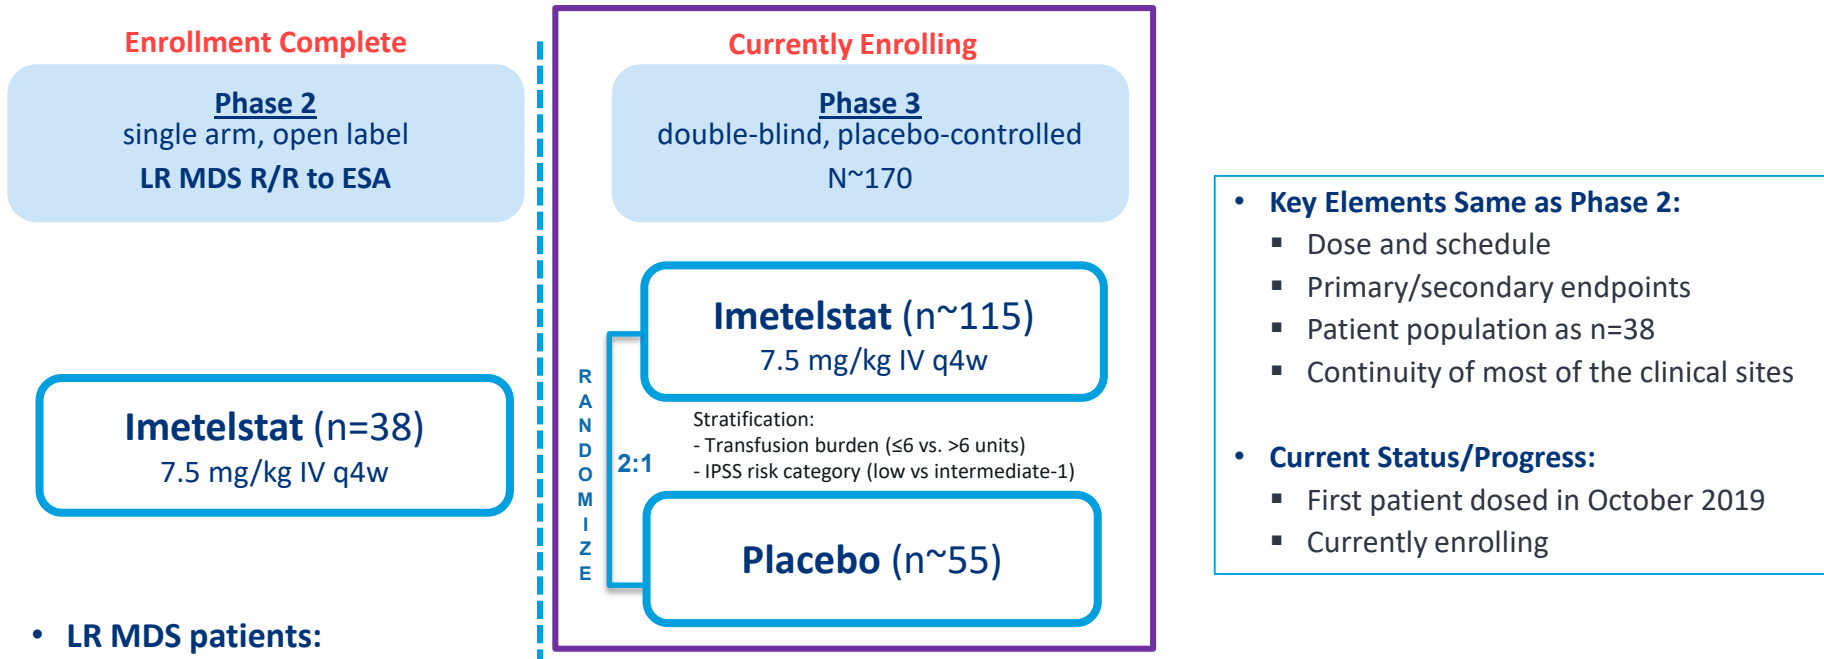 Enrollment Complete
Phase 2
single arm, open label
LR MDS R/R to ESA
Imetelstat (n=38)
7.5 mg/kg IV q4w
• LR MDS patients:
Currently Enrolling
Phase 3
double-blind, placebo-controlled
N~170
RANDOMIZE
2:1
Imetelstat (n~115)
7.5 mg/kg IV q4w
Stratification:
- Transfusion burden (≤6 vs. >6 units)
- IPSS risk category (low vs intermediate-1)
Placebo (n~55)
• Key Elements Same as Phase 2:
▪ Dose and schedule
▪ Primary/secondary endpoints
▪ Patient population as n=38
▪ Continuity of most of the clinical sites
• Current Status/Progress:
▪ First patient dosed in October 2019
▪ Currently enrolling